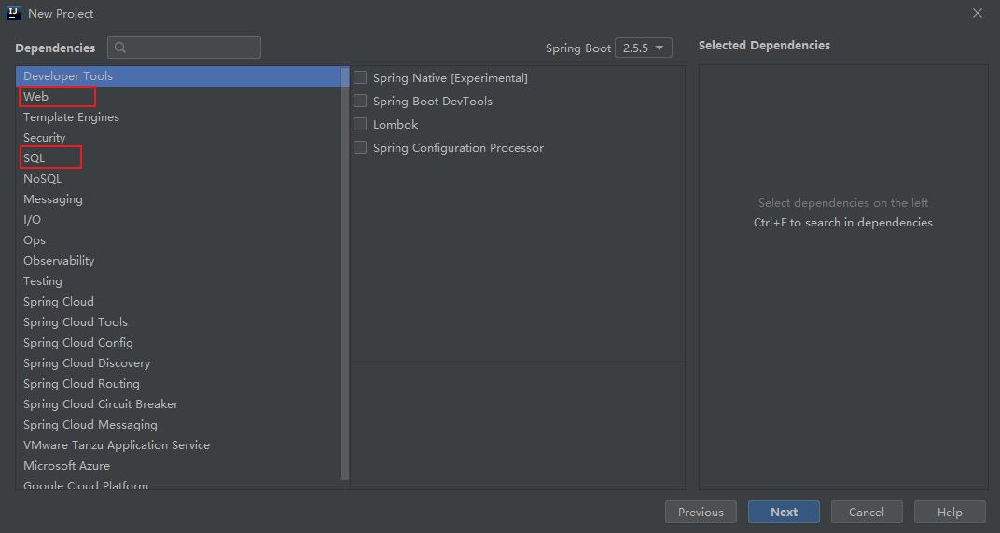 IJ New Project
Dependencies
Spring Boot 2.5.5
Selected Dependencies
Developer Tools
Web
Template Engines
Security
SQL
NoSQL
Messaging
I/O
Ops
Observability
Testing
Spring Cloud
Spring Cloud Tools
Spring Cloud Config
Spring Cloud Discovery
Spring Cloud Routing
Spring Cloud Circuit Breaker
Spring Cloud Messaging
VMware Tanzu Application Service
Microsoft Azure
Google Cloud Platform
Spring Native [Experimental]
Spring Boot DevTools
Lombok
Spring Configuration Processor
Select dependencies on the left
Ctrl+F to search in dependencies
Previous
Next
Cancel
Help